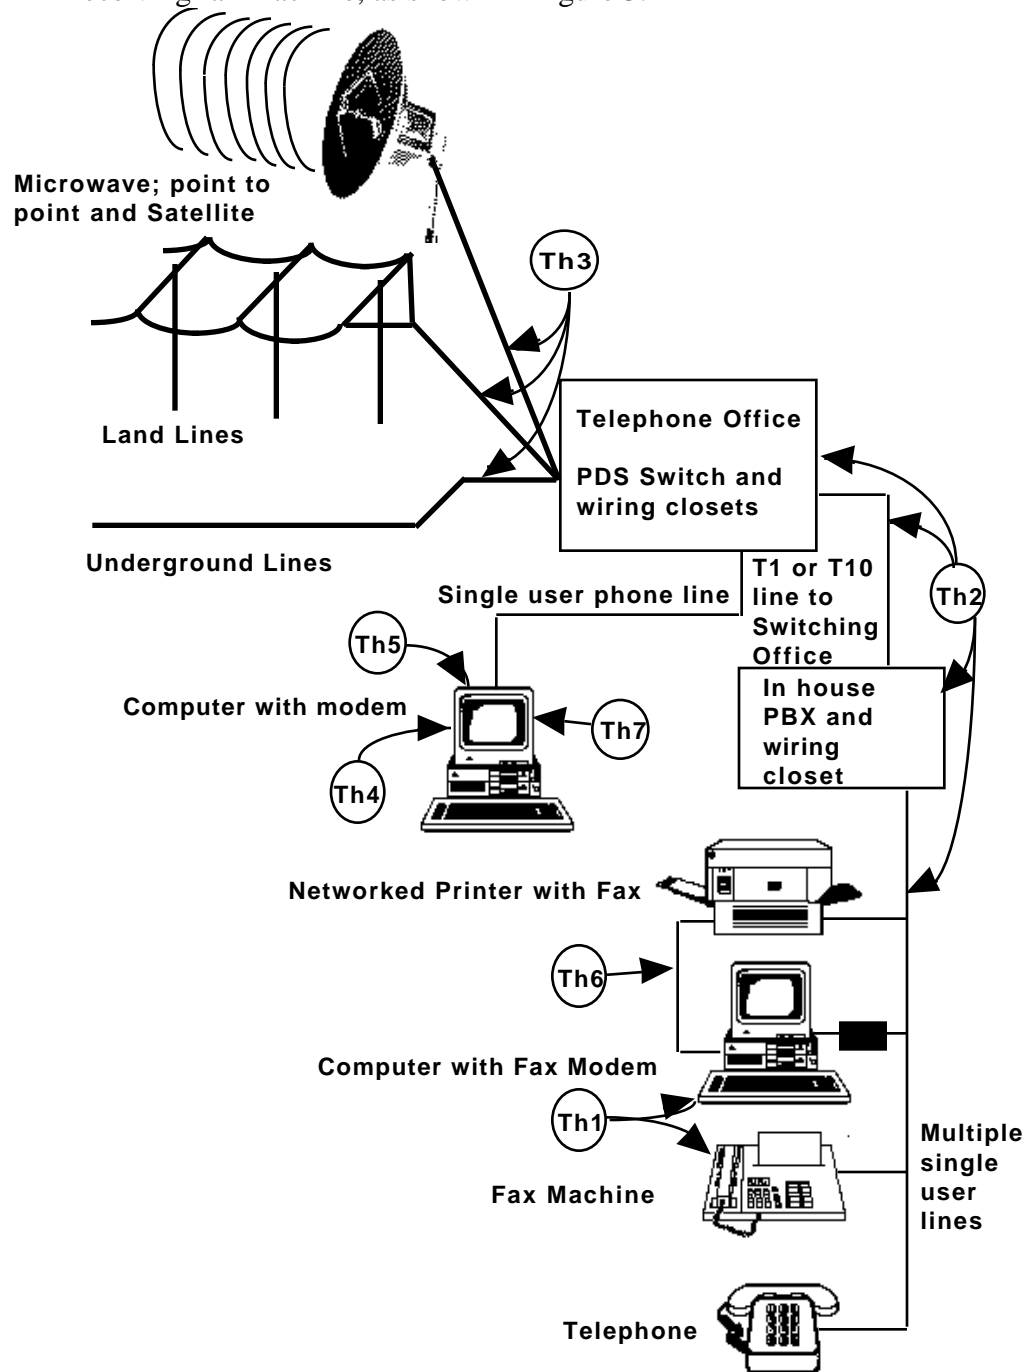 Microwave; point to
point and Satellite
Th3
Land Lines
Telephone Office
PDS Switch and
wiring closets
Underground Lines
Single user phone line
T1 or T10
line to
Switching
Office
Th2
Th5
Computer with modem
Th7
Th4
In house
PBX and
wiring
closet
Networked Printer with Fax
Th6
Computer with Fax Modem
Th1
Fax Machine
Multiple
single
user
lines
Telephone